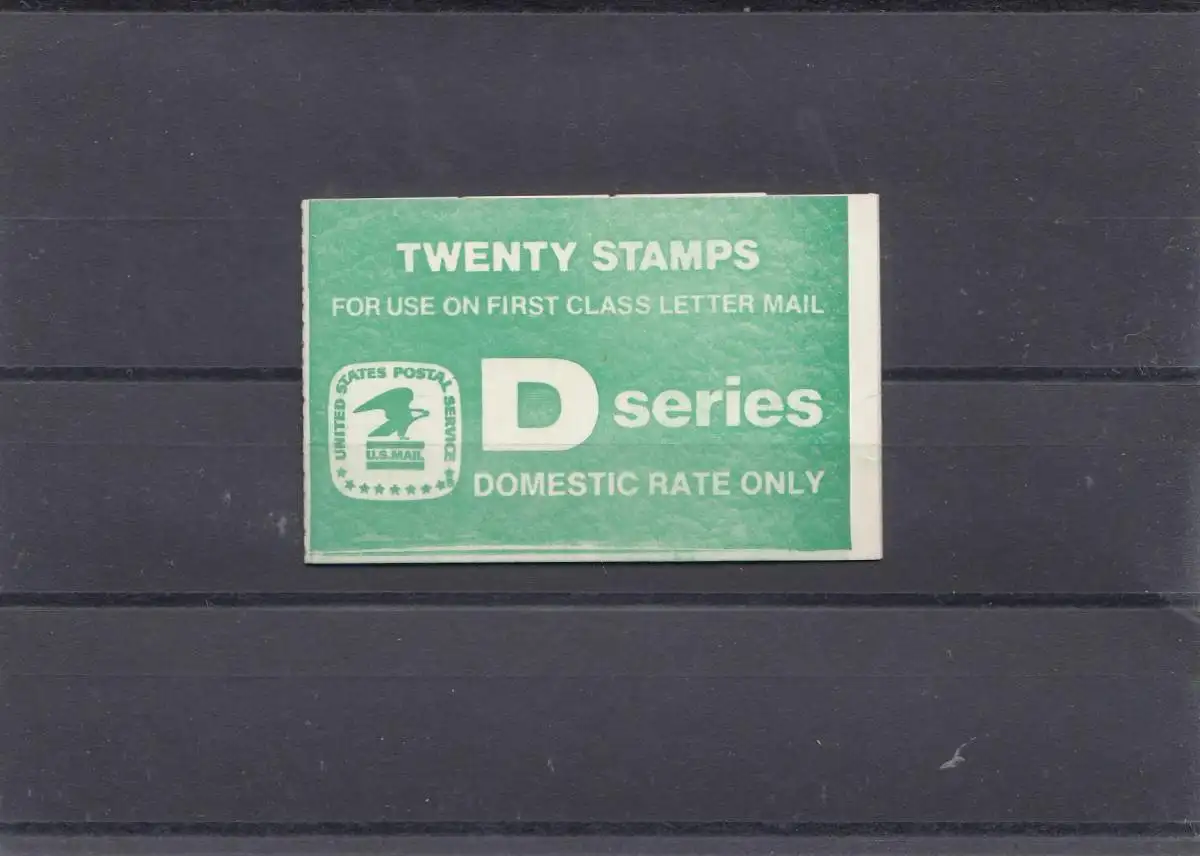 TWENTY STAMPS
FOR USE ON FIRST CLASS LETTER MAIL
UNITED STATES POSTAL SERVICE
U.S.MAIL
D series
DOMESTIC RATE ONLY